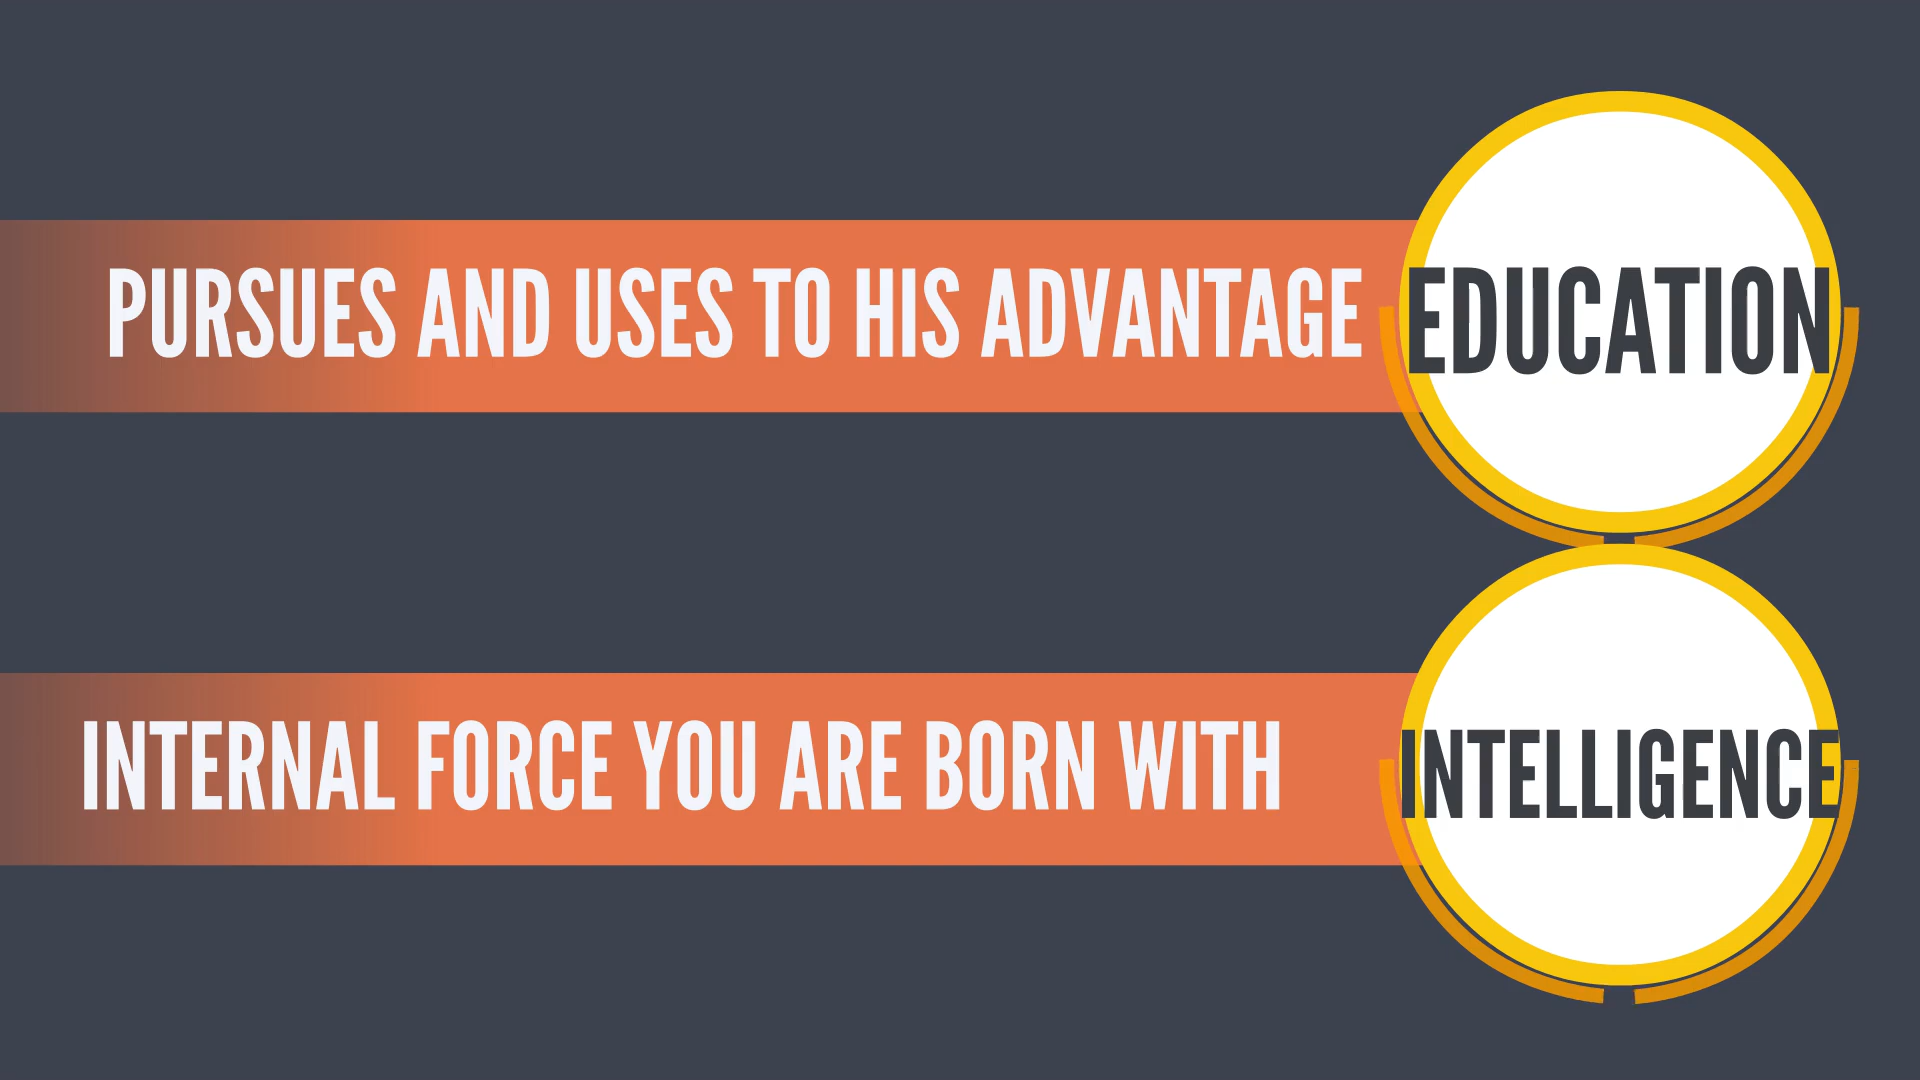 PURSUES AND USES TO HIS ADVANTAGE
EDUCATION
INTERNAL FORCE YOU ARE BORN WITH
INTELLIGENCE